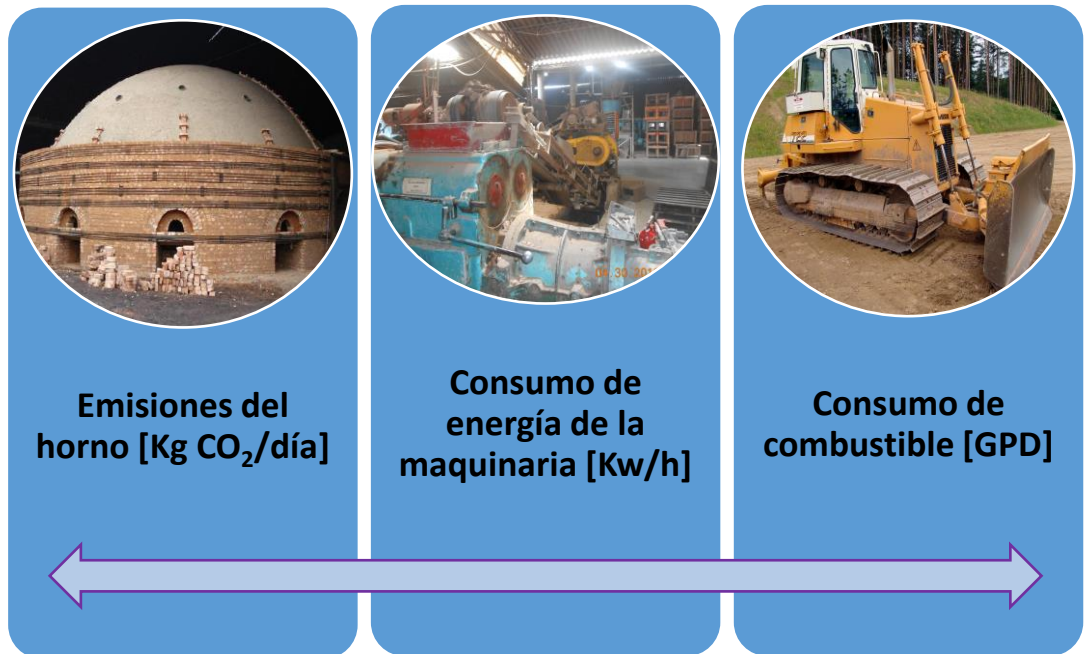 Emisiones del
horno [Kg CO₂/día]
Consumo de
energía de la
maquinaria [Kw/h]
Consumo de
combustible [GPD]